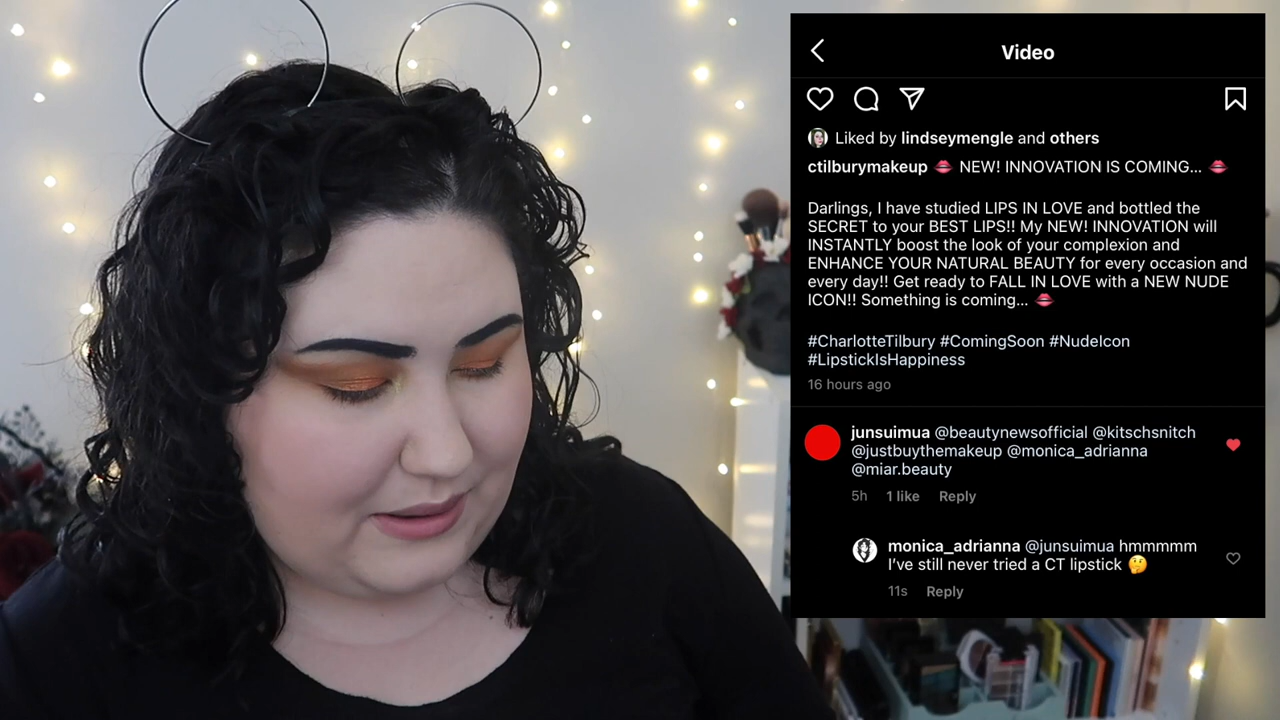 Video
Liked by lindseymengle and others
ctilburymakeup 🫦 NEW! INNOVATION IS COMING... 🫦
Darlings, I have studied LIPS IN LOVE and bottled the
SECRET to your BEST LIPS!! My NEW! INNOVATION will
INSTANTLY boost the look of your complexion and
ENHANCE YOUR NATURAL BEAUTY for every occasion and
every day!! Get ready to FALL IN LOVE with a NEW NUDE
ICON!! Something is coming... 🫦
#CharlotteTilbury #ComingSoon #NudeIcon
#LipstickIsHappiness
16 hours ago
junsuimua @beautynewsofficial @kitschsnitch
@justbuythemakeup @monica_adrianna
@miar.beauty
5h 1 like Reply
monica_adrianna @junsuimua hmmmmm
I've still never tried a CT lipstick 🤔
11s Reply